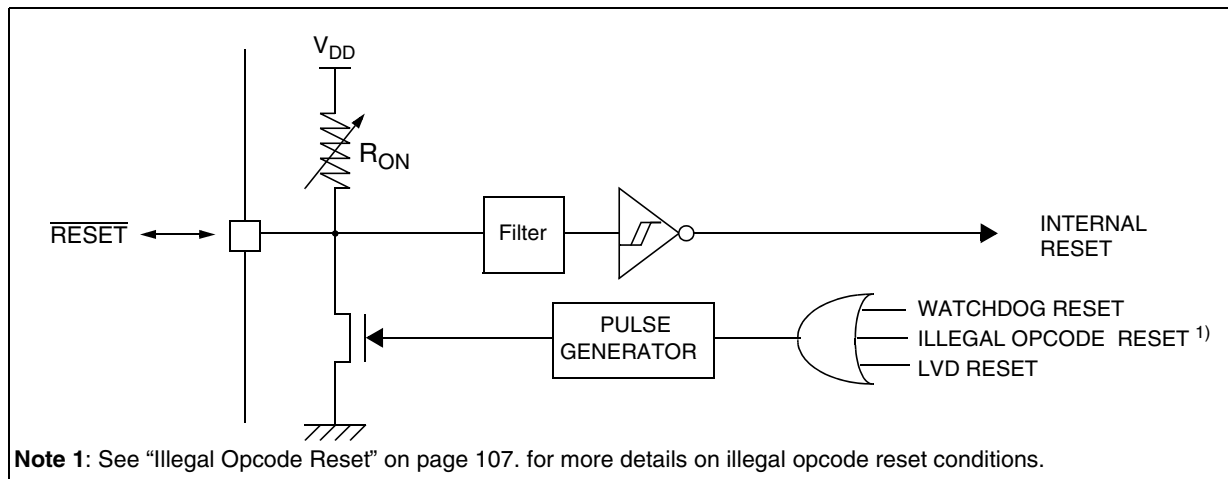 VDD
RON
RESET
Filter
INTERNAL
RESET
PULSE
GENERATOR
WATCHDOG RESET
ILLEGAL OPCODE RESET 1)
LVD RESET
Note 1: See “Illegal Opcode Reset” on page 107. for more details on illegal opcode reset conditions.